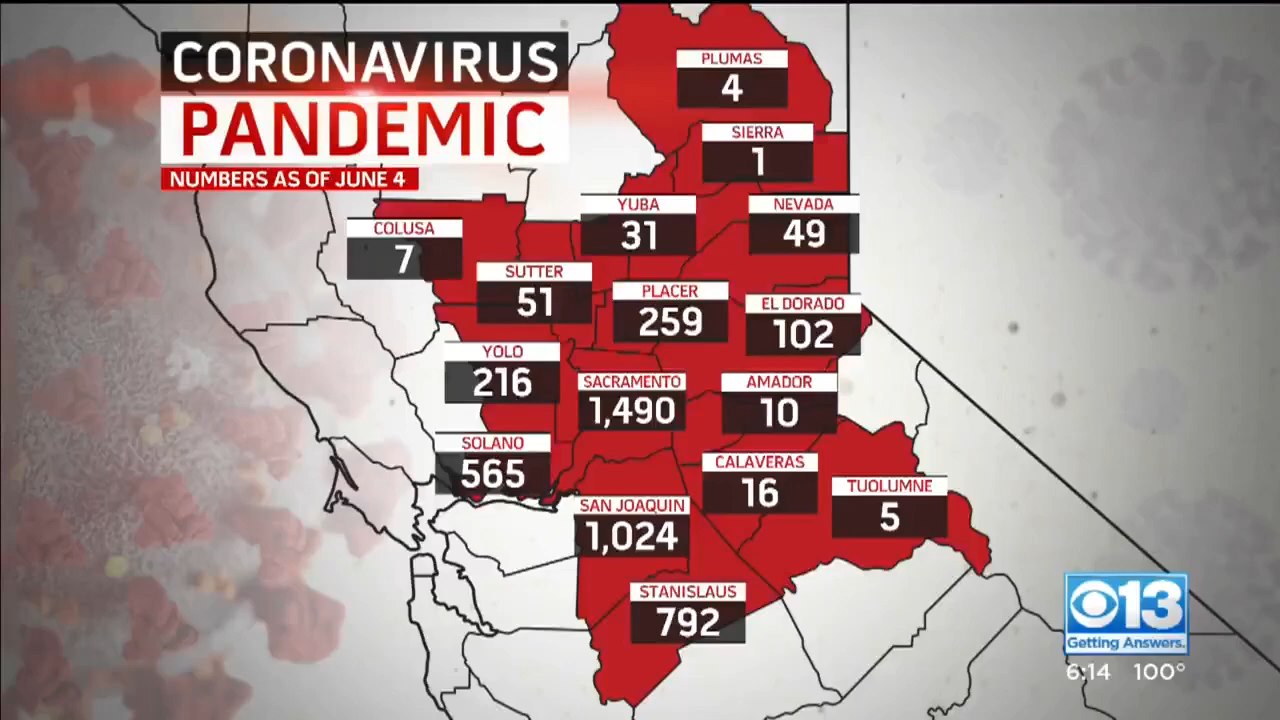 CORONAVIRUS
PANDEMIC
NUMBERS AS OF JUNE 4
PLUMAS
4
SIERRA
1
YUBA
31
NEVADA
49
COLUSA
7
SUTTER
51
PLACER
259
EL DORADO
102
YOLO
216
SACRAMENTO
1,490
AMADOR
10
SOLANO
565
CALAVERAS
16
TUOLUMNE
5
SAN JOAQUIN
1,024
STANISLAUS
792
13
Getting Answers.
6:14 100°